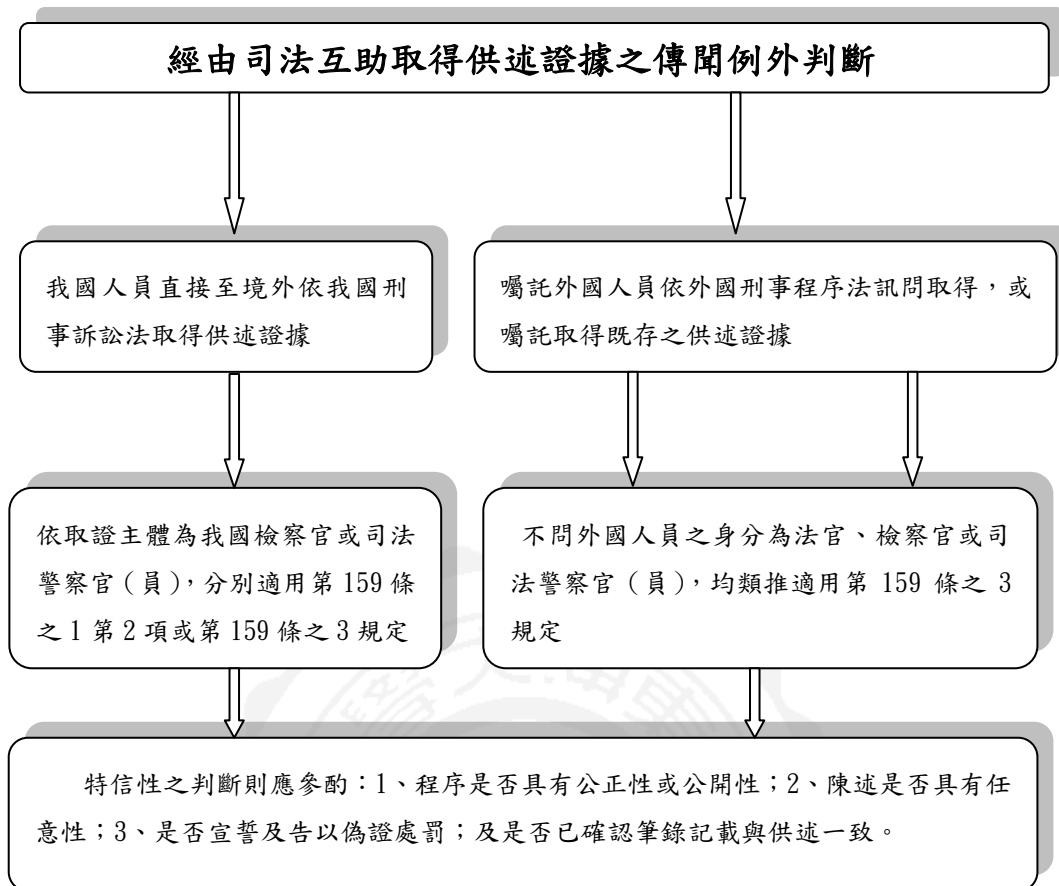 經由司法互助取得供述證據之傳聞例外判斷
我國人員直接至境外依我國刑
事訴訟法取得供述證據
囑託外國人員依外國刑事程序法訊問取得，或
囑託取得既存之供述證據
依取證主體為我國檢察官或司法
警察官（員），分別適用第 159 條
之 1 第 2 項或第 159 條之 3 規定
不問外國人員之身分為法官、檢察官或司
法警察官（員），均類推適用第 159 條之 3
規定
特信性之判斷則應參酌：1、程序是否具有公正性或公開性；2、陳述是否具有任
意性；3、是否宣誓及告以偽證處罰；及是否已確認筆錄記載與供述一致。